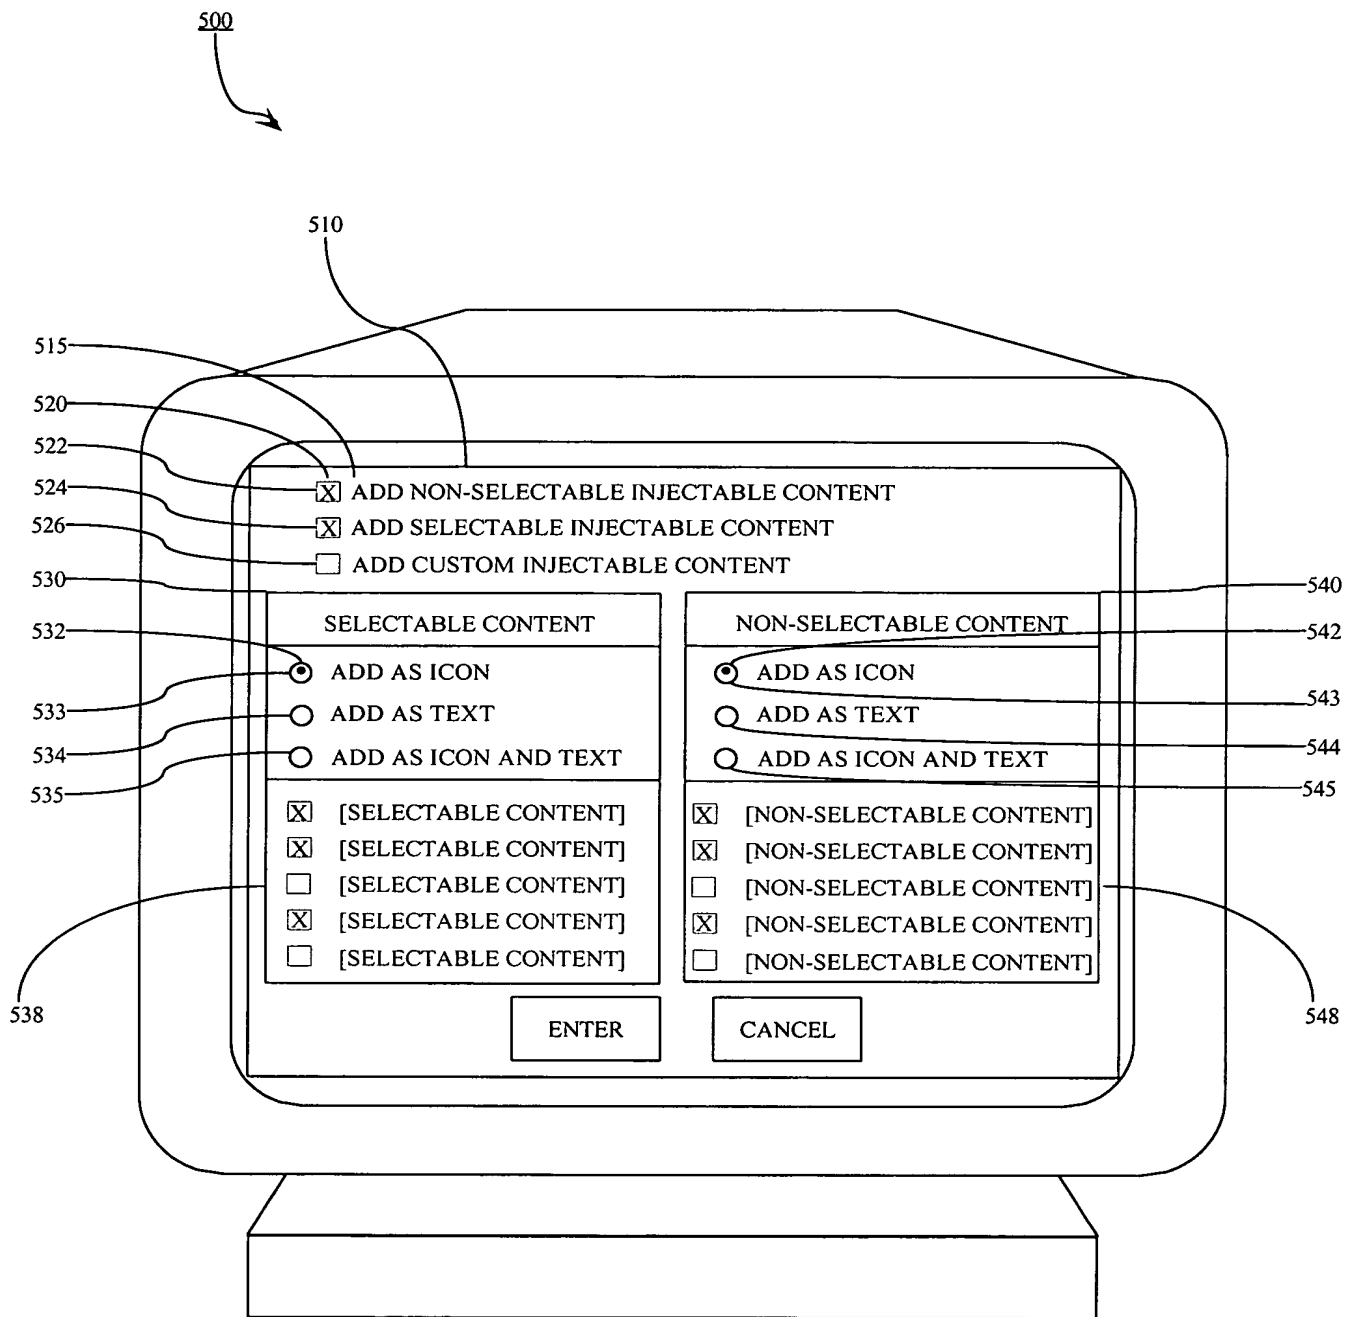 500
510
515
520
522
524
526
530
532
533
534
535
538
X ADD NON-SELECTABLE INJECTABLE CONTENT
X ADD SELECTABLE INJECTABLE CONTENT
ADD CUSTOM INJECTABLE CONTENT
SELECTABLE CONTENT
ADD AS ICON
ADD AS TEXT
ADD AS ICON AND TEXT
X [SELECTABLE CONTENT]
X [SELECTABLE CONTENT]
[SELECTABLE CONTENT]
X [SELECTABLE CONTENT]
[SELECTABLE CONTENT]
NON-SELECTABLE CONTENT
ADD AS ICON
ADD AS TEXT
ADD AS ICON AND TEXT
X [NON-SELECTABLE CONTENT]
X [NON-SELECTABLE CONTENT]
[NON-SELECTABLE CONTENT]
X [NON-SELECTABLE CONTENT]
[NON-SELECTABLE CONTENT]
ENTER
CANCEL
540
542
543
544
545
548